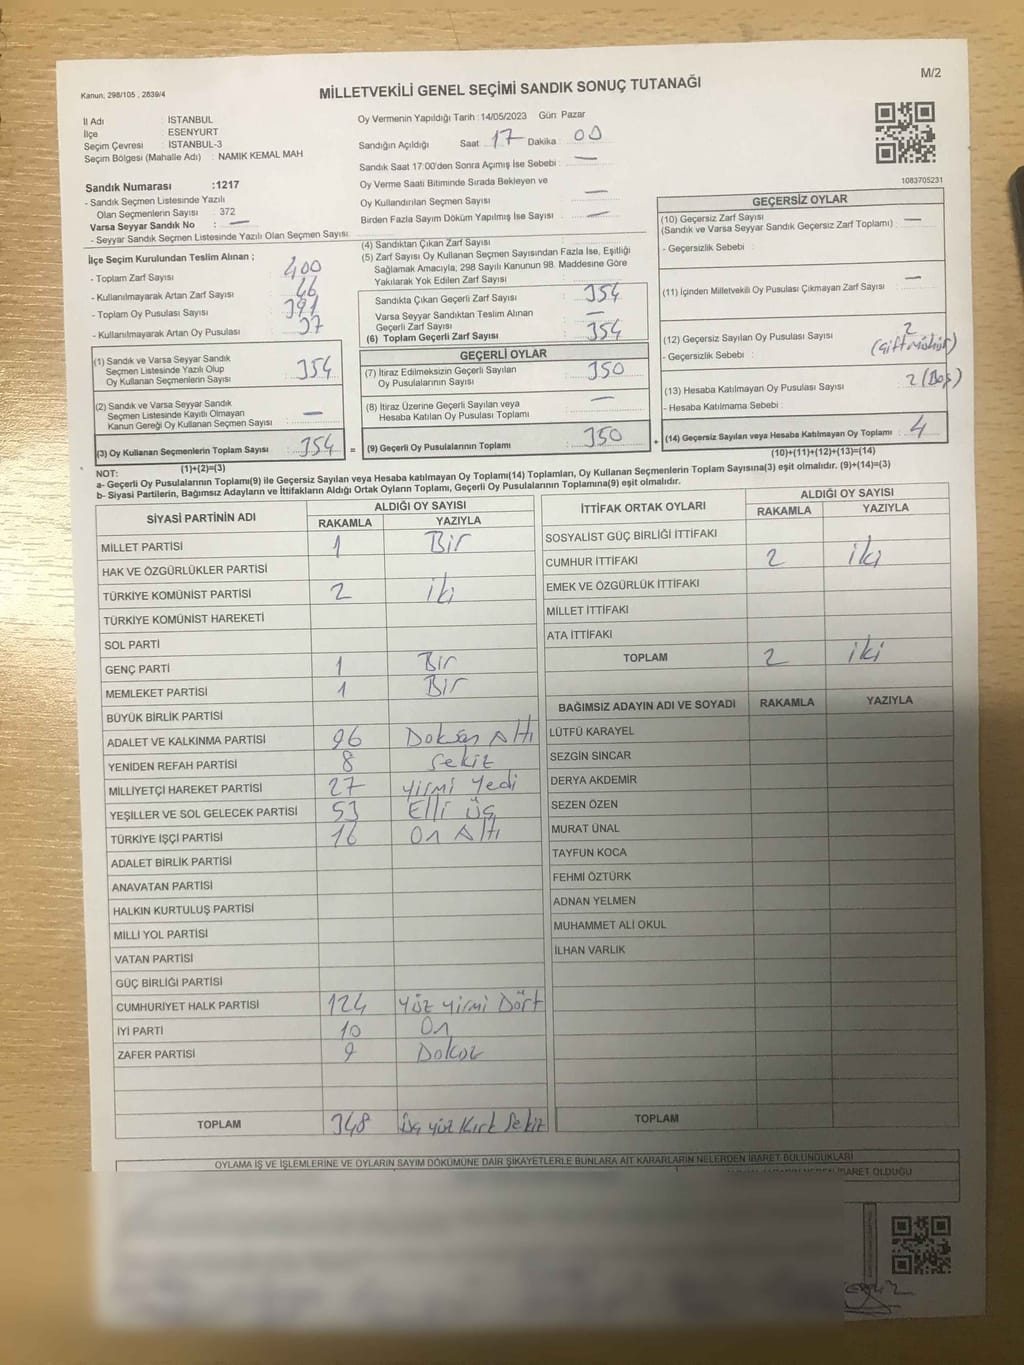 Kanun, 298/105 , 2839/4
MİLLETVEKİLİ GENEL SEÇİMİ SANDIK SONUÇ TUTANAĞI
M/2
İl Adı : İSTANBUL
İlçe : ESENYURT
Seçim Çevresi : İSTANBUL-3
Seçim Bölgesi (Mahalle Adı) : NAMIK KEMAL MAH
Sandık Numarası :1217
- Sandık Seçmen Listesinde Yazılı
Olan Seçmenlerin Sayısı : 372
Varsa Seyyar Sandık No : —
- Seyyar Sandık Seçmen Listesinde Yazılı Olan Seçmen Sayısı:
Oy Vermenin Yapıldığı Tarih :14/05/2023 Gün: Pazar
Sandığın Açıldığı Saat : 17 Dakika : 00
Sandık Saat 17:00'den Sonra Açımış İse Sebebi : —
Oy Verme Saati Bitiminde Sırada Bekleyen ve
Oy Kullandırılan Seçmen Sayısı : —
Birden Fazla Sayım Döküm Yapılmış İse Sayısı : —
1083705231
İlçe Seçim Kurulundan Teslim Alınan ;
- Toplam Zarf Sayısı : 400
- Kullanılmayarak Artan Zarf Sayısı : 46
- Toplam Oy Pusulası Sayısı : 391
- Kullanılmayarak Artan Oy Pusulası : 37
(1) Sandık ve Varsa Seyyar Sandık
Seçmen Listesinde Yazılı Olup
Oy Kullanan Seçmenlerin Sayısı : 354
(2) Sandık ve Varsa Seyyar Sandık
Seçmen Listesinde Kayıtlı Olmayan
Kanun Gereği Oy Kullanan Seçmen Sayısı : —
(3) Oy Kullanan Seçmenlerin Toplam Sayısı : 354
(1)+(2)=(3)
(4) Sandıktan Çıkan Zarf Sayısı :
(5) Zarf Sayısı Oy Kullanan Seçmen Sayısından Fazla İse, Eşitliği
Sağlamak Amacıyla, 298 Sayılı Kanunun 98. Maddesine Göre
Yakılarak Yok Edilen Zarf Sayısı :
Sandıkta Çıkan Geçerli Zarf Sayısı : 354
Varsa Seyyar Sandıktan Teslim Alınan
Geçerli Zarf Sayısı : —
(6) Toplam Geçerli Zarf Sayısı : 354
GEÇERLİ OYLAR
(7) İtiraz Edilmeksizin Geçerli Sayılan
Oy Pusulalarının Sayısı : 350
(8) İtiraz Üzerine Geçerli Sayılan veya
Hesaba Katılan Oy Pusulası Toplamı : —
= (9) Geçerli Oy Pusulalarının Toplamı : 350
GEÇERSİZ OYLAR
(10) Geçersiz Zarf Sayısı
(Sandık ve Varsa Seyyar Sandık Geçersiz Zarf Toplamı) : —
- Geçersizlik Sebebi :
(11) İçinden Milletvekili Oy Pusulası Çıkmayan Zarf Sayısı : —
(12) Geçersiz Sayılan Oy Pusulası Sayısı : 2
- Geçersizlik Sebebi : (Çift mühür)
(13) Hesaba Katılmayan Oy Pusulası Sayısı : 2 (Boş)
- Hesaba Katılmama Sebebi :
+ (14) Geçersiz Sayılan veya Hesaba Katılmayan Oy Toplamı : 4
(10)+(11)+(12)+(13)=(14)
NOT:
a- Geçerli Oy Pusulalarının Toplamı(9) ile Geçersiz Sayılan veya Hesaba katılmayan Oy Toplamı(14) Toplamları, Oy Kullanan Seçmenlerin Toplam Sayısına(3) eşit olmalıdır. (9)+(14)=(3)
b- Siyasi Partilerin, Bağımsız Adayların ve İttifakların Aldığı Ortak Oyların Toplamı, Geçerli Oy Pusulalarının Toplamına(9) eşit olmalıdır.
SİYASİ PARTİNİN ADI ALDIĞI OY SAYISI
RAKAMLA YAZIYLA
MİLLET PARTİSİ 1 Bir
HAK VE ÖZGÜRLÜKLER PARTİSİ
TÜRKİYE KOMÜNİST PARTİSİ 2 iki
TÜRKİYE KOMÜNİST HAREKETİ
SOL PARTİ
GENÇ PARTİ 1 Bir
MEMLEKET PARTİSİ 1 Bir
BÜYÜK BİRLİK PARTİSİ
ADALET VE KALKINMA PARTİSİ 96 Doksan Altı
YENİDEN REFAH PARTİSİ 8 Sekiz
MİLLİYETÇİ HAREKET PARTİSİ 27 Yirmi Yedi
YEŞİLLER VE SOL GELECEK PARTİSİ 53 Elli üç
TÜRKİYE İŞÇİ PARTİSİ 16 On Altı
ADALET BİRLİK PARTİSİ
ANAVATAN PARTİSİ
HALKIN KURTULUŞ PARTİSİ
MİLLİ YOL PARTİSİ
VATAN PARTİSİ
GÜÇ BİRLİĞİ PARTİSİ
CUMHURİYET HALK PARTİSİ 124 Yüz yirmi Dört
İYİ PARTİ 10 On
ZAFER PARTİSİ 9 Dokuz
TOPLAM 348 Üç yüz Kırk Sekiz
İTTİFAK ORTAK OYLARI ALDIĞI OY SAYISI
RAKAMLA YAZIYLA
SOSYALİST GÜÇ BİRLİĞİ İTTİFAKI
CUMHUR İTTİFAKI 2 iki
EMEK VE ÖZGÜRLÜK İTTİFAKI
MİLLET İTTİFAKI
ATA İTTİFAKI
TOPLAM 2 iki
BAĞIMSIZ ADAYIN ADI VE SOYADI RAKAMLA YAZIYLA
LÜTFÜ KARAYEL
SEZGİN SİNCAR
DERYA AKDEMİR
SEZEN ÖZEN
MURAT ÜNAL
TAYFUN KOCA
FEHMİ ÖZTÜRK
ADNAN YELMEN
MUHAMMET ALİ OKUL
İLHAN VARLIK
TOPLAM
OYLAMA İŞ VE İŞLEMLERİNE VE OYLARIN SAYIM DÖKÜMÜNE DAİR ŞİKAYETLERLE BUNLARA AİT KARARLARIN NELERDEN İBARET BULUNDUKLARI
İBARET OLDUĞU